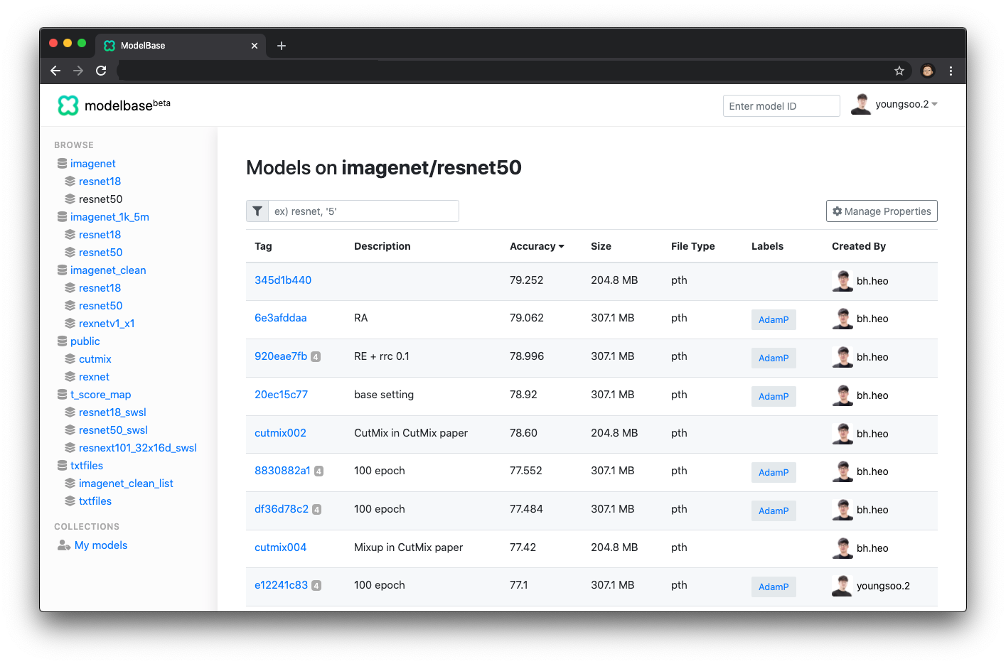 ModelBase
modelbasebeta
Enter model ID
youngsoo.2
BROWSE
imagenet
resnet18
resnet50
imagenet_1k_5m
resnet18
resnet50
imagenet_clean
resnet18
resnet50
rexnetv1_x1
public
cutmix
rexnet
t_score_map
resnet18_swsl
resnet50_swsl
resnext101_32x16d_swsl
txtfiles
imagenet_clean_list
txtfiles
COLLECTIONS
My models
Models on imagenet/resnet50
ex) resnet, '5'
Manage Properties
Tag Description Accuracy Size File Type Labels Created By
345d1b440 79.252 204.8 MB pth bh.heo
6e3afddaa RA 79.062 307.1 MB pth AdamP bh.heo
920eae7fb 4 RE + rrc 0.1 78.996 307.1 MB pth AdamP bh.heo
20ec15c77 base setting 78.92 307.1 MB pth AdamP bh.heo
cutmix002 CutMix in CutMix paper 78.60 204.8 MB pth bh.heo
8830882a1 4 100 epoch 77.552 307.1 MB pth AdamP bh.heo
df36d78c2 4 100 epoch 77.484 307.1 MB pth AdamP bh.heo
cutmix004 Mixup in CutMix paper 77.42 204.8 MB pth bh.heo
e12241c83 4 100 epoch 77.1 307.1 MB pth AdamP youngsoo.2